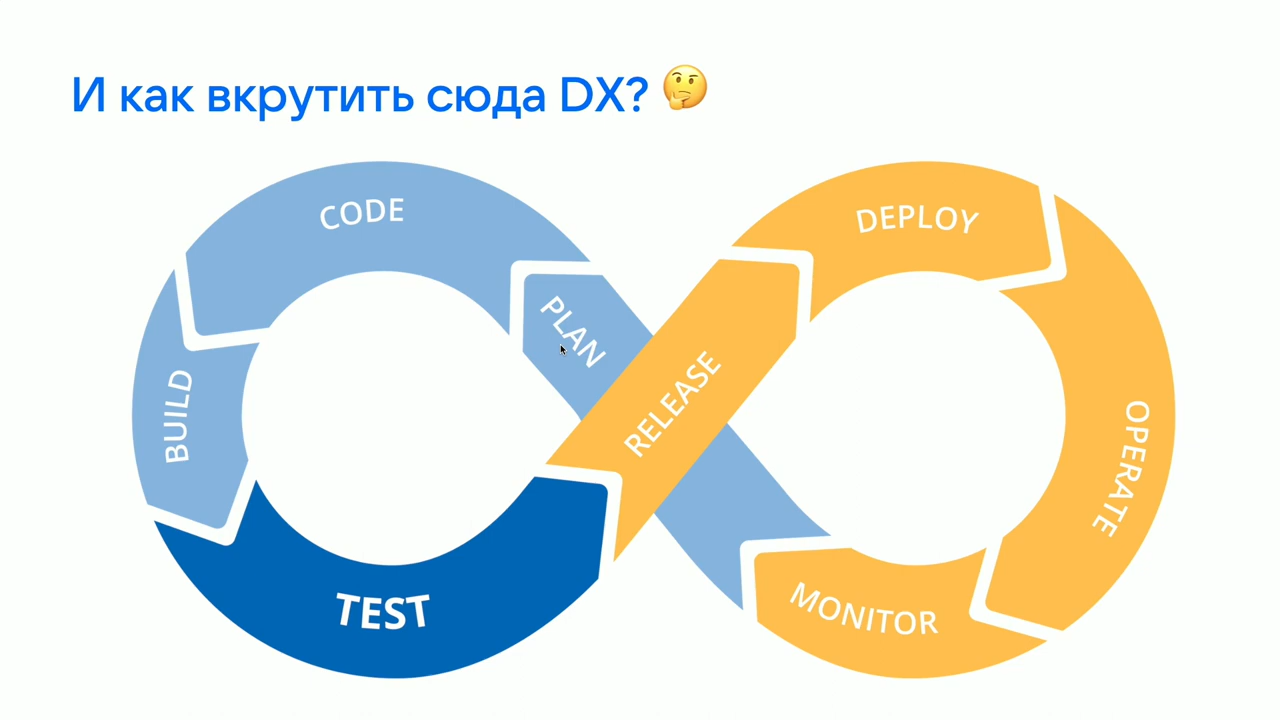 И как вкрутить сюда DX? 🤔
CODE
DEPLOY
PLAN
BUILD
RELEASE
OPERATE
TEST
MONITOR